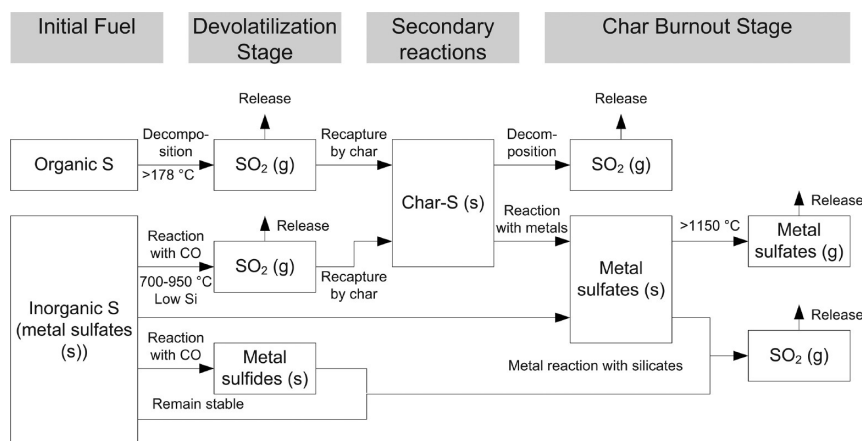 Initial Fuel
Devolatilization
Stage
Secondary
reactions
Char Burnout Stage
Release
Release
Organic S
Decompo-
sition
>178 °C
SO₂ (g)
Recapture
by char
Char-S (s)
Decom-
position
SO₂ (g)
Inorganic S
(metal sulfates
(s))
Reaction
with CO
700-950 °C
Low Si
Release
SO₂ (g)
Recapture
by char
Reaction
with metals
Metal
sulfates (s)
>1150 °C
Release
Metal
sulfates (g)
Reaction
with CO
Metal
sulfides (s)
Remain stable
Metal reaction with silicates
Release
SO₂ (g)